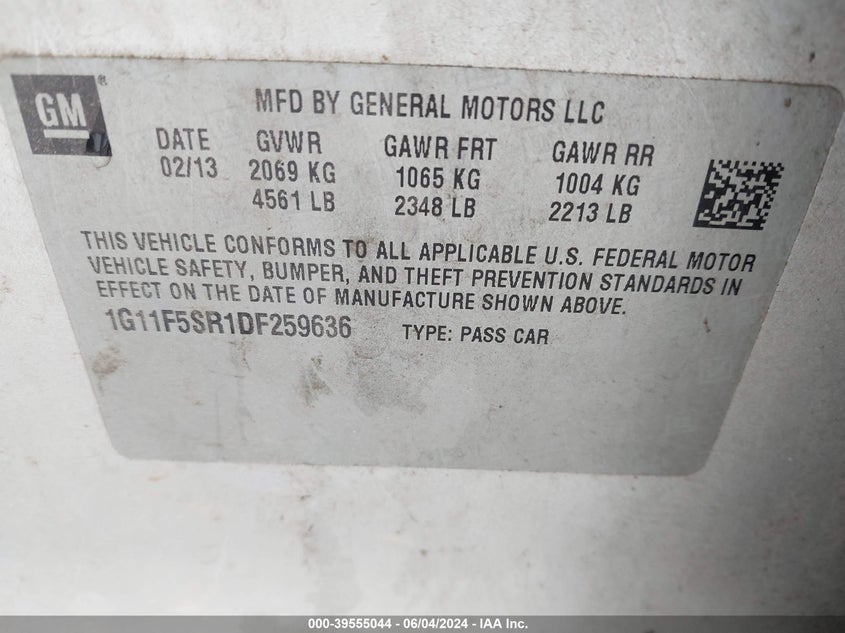 GM ®
MFD BY GENERAL MOTORS LLC
DATE GVWR GAWR FRT GAWR RR
02/13 2069 KG 1065 KG 1004 KG
4561 LB 2348 LB 2213 LB
THIS VEHICLE CONFORMS TO ALL APPLICABLE U.S. FEDERAL MOTOR
VEHICLE SAFETY, BUMPER, AND THEFT PREVENTION STANDARDS IN
EFFECT ON THE DATE OF MANUFACTURE SHOWN ABOVE.
1G11F5SR1DF259636 TYPE: PASS CAR
000-39555044 - 06/04/2024 - IAA Inc.